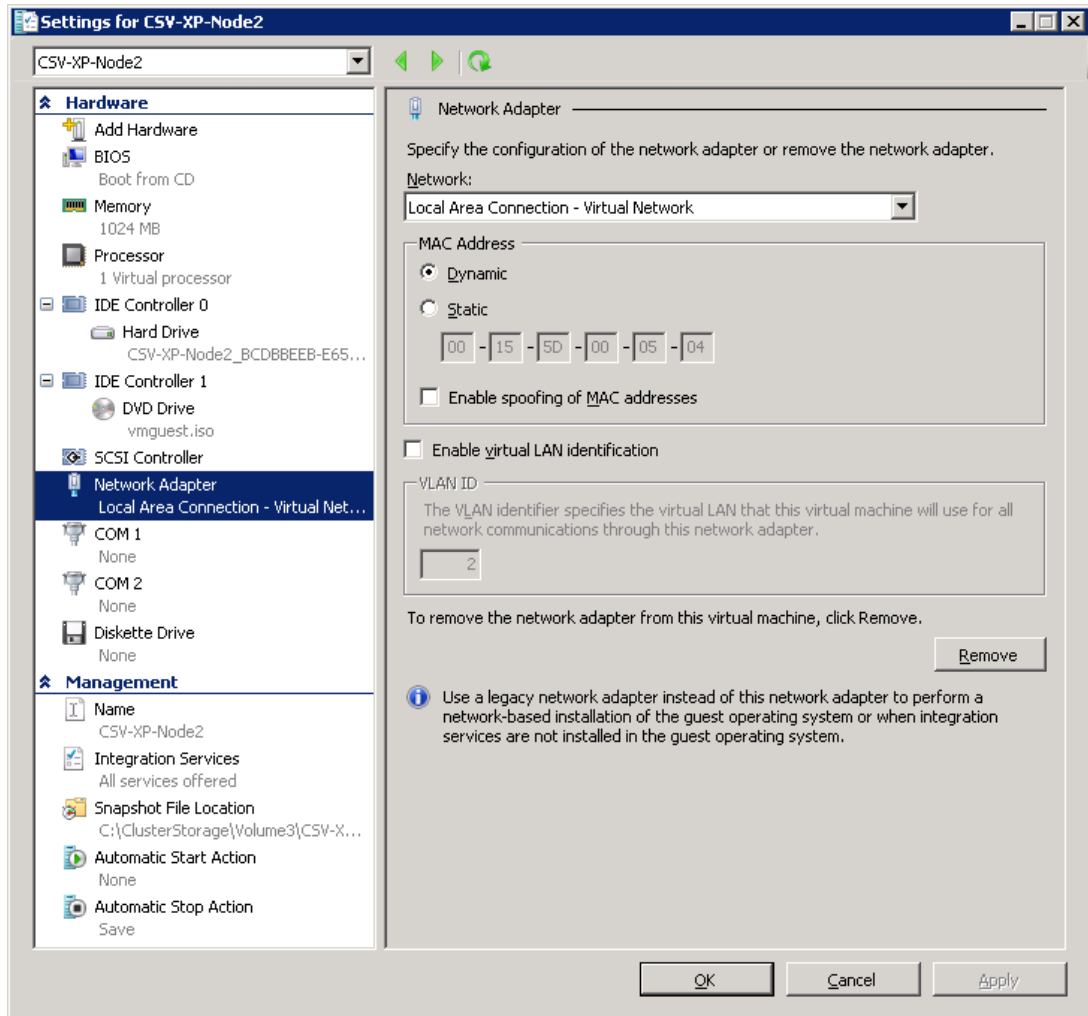 Settings for CSV-XP-Node2
CSV-XP-Node2
Hardware
Add Hardware
BIOS
Boot from CD
Memory
1024 MB
Processor
1 Virtual processor
IDE Controller 0
Hard Drive
CSV-XP-Node2_BCDBBEEB-E65...
IDE Controller 1
DVD Drive
vmguest.iso
SCSI Controller
Network Adapter
Local Area Connection - Virtual Net...
COM 1
None
COM 2
None
Diskette Drive
None
Management
Name
CSV-XP-Node2
Integration Services
All services offered
Snapshot File Location
C:\ClusterStorage\Volume3\CSV-X...
Automatic Start Action
None
Automatic Stop Action
Save
Network Adapter
Specify the configuration of the network adapter or remove the network adapter.
Network:
Local Area Connection - Virtual Network
MAC Address
Dynamic
Static
00 - 15 - 5D - 00 - 05 - 04
Enable spoofing of MAC addresses
Enable virtual LAN identification
VLAN ID
The VLAN identifier specifies the virtual LAN that this virtual machine will use for all
network communications through this network adapter.
2
To remove the network adapter from this virtual machine, click Remove.
Remove
Use a legacy network adapter instead of this network adapter to perform a
network-based installation of the guest operating system or when integration
services are not installed in the guest operating system.
OK
Cancel
Apply